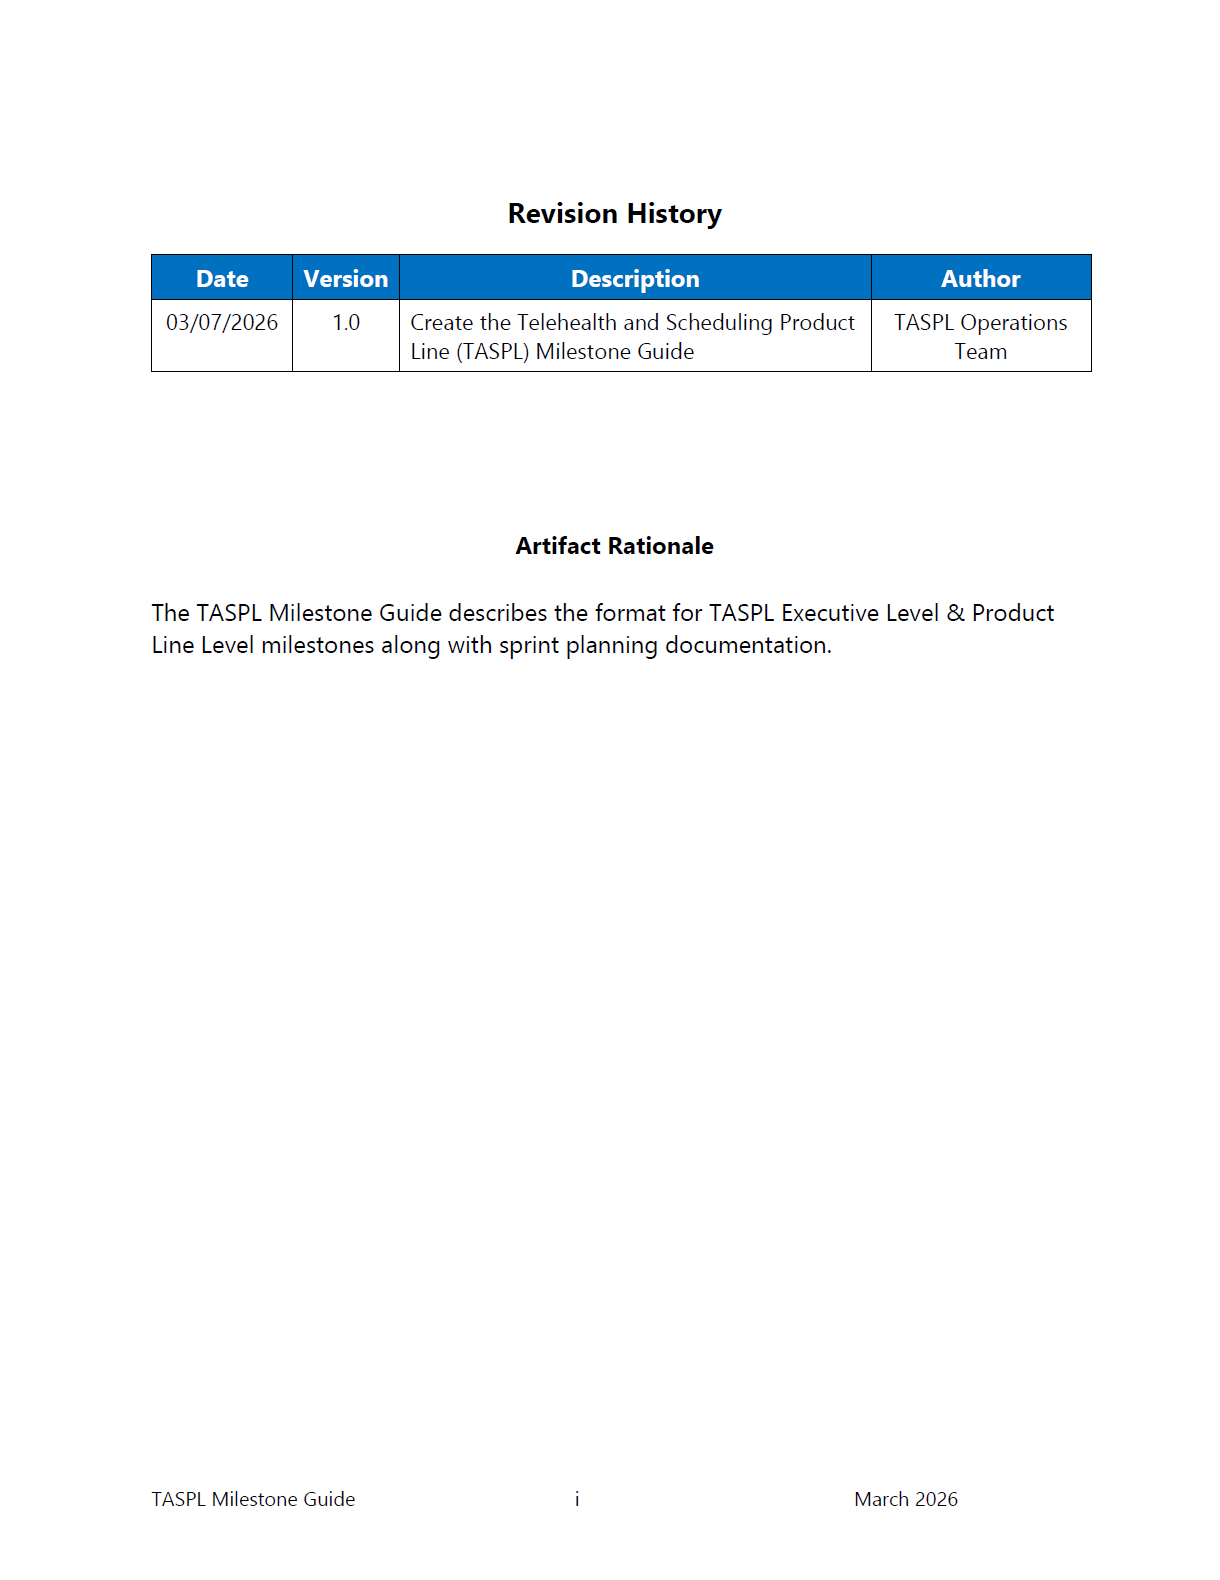 Revision History
Date Version Description Author
03/07/2026 1.0 Create the Telehealth and Scheduling Product TASPL Operations
Line (TASPL) Milestone Guide Team
Artifact Rationale
The TASPL Milestone Guide describes the format for TASPL Executive Level & Product
Line Level milestones along with sprint planning documentation.
TASPL Milestone Guide i March 2026